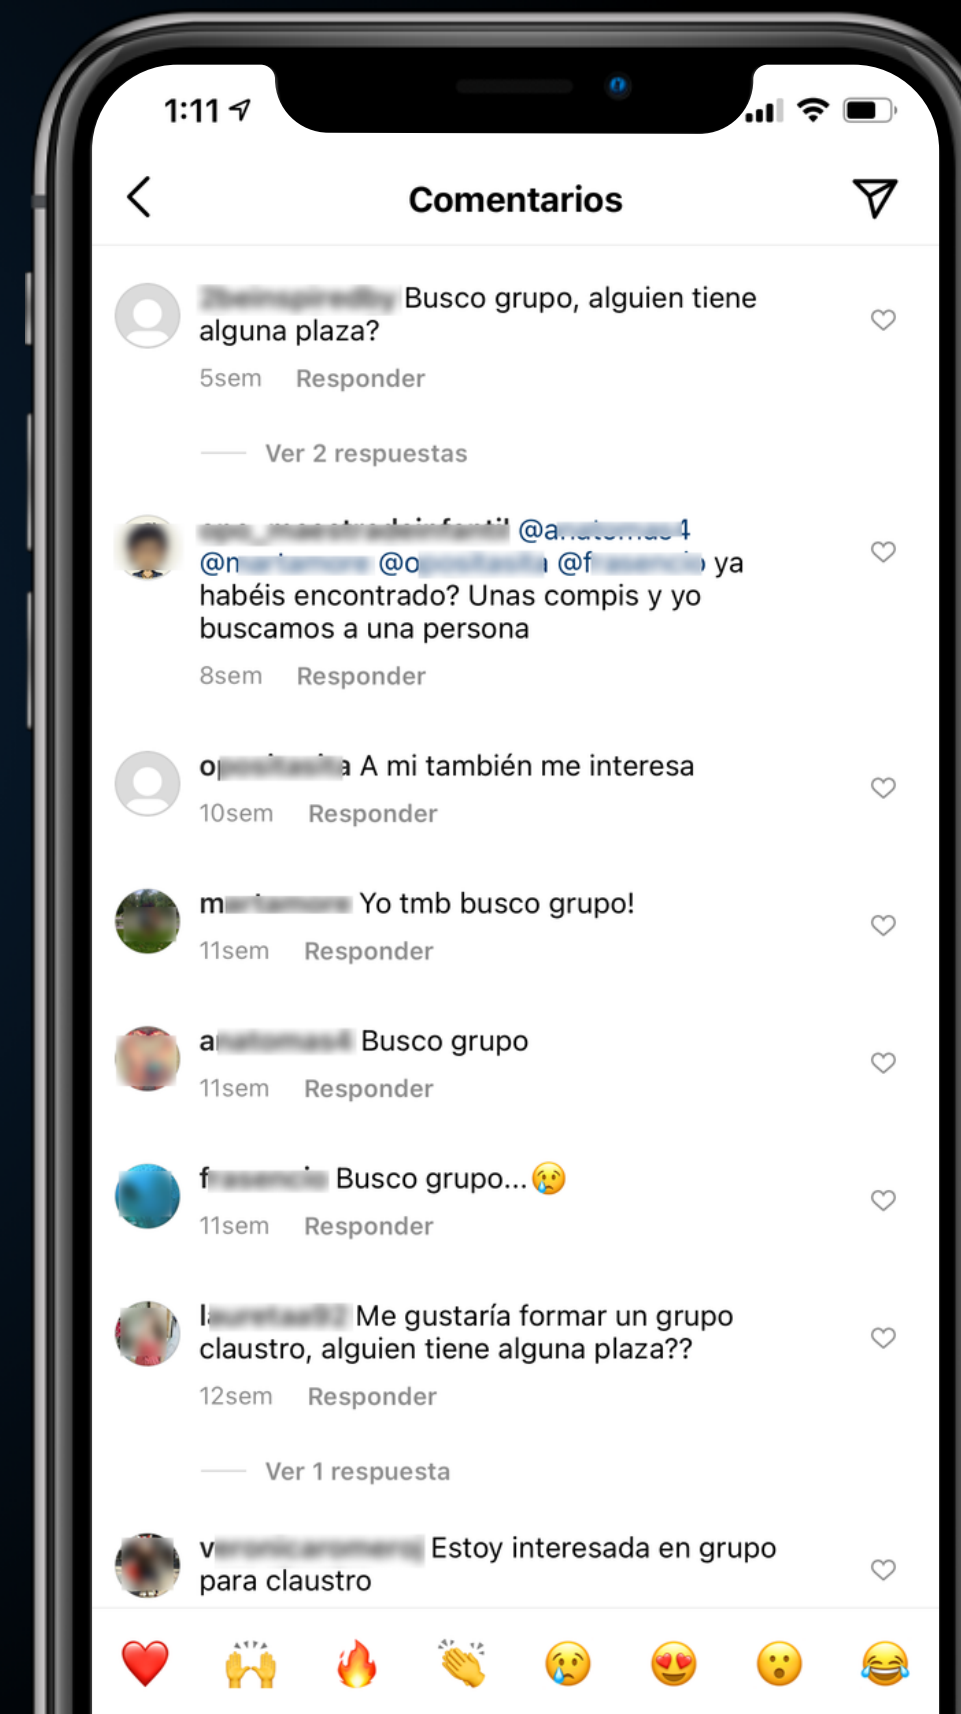 1:11
Comentarios
Busco grupo, alguien tiene
alguna plaza?
5sem Responder
Ver 2 respuestas
ya
habéis encontrado? Unas compis y yo
buscamos a una persona
8sem Responder
A mi también me interesa
10sem Responder
Yo tmb busco grupo!
11sem Responder
Busco grupo
11sem Responder
Busco grupo...😢
11sem Responder
Me gustaría formar un grupo
claustro, alguien tiene alguna plaza??
12sem Responder
Ver 1 respuesta
Estoy interesada en grupo
para claustro